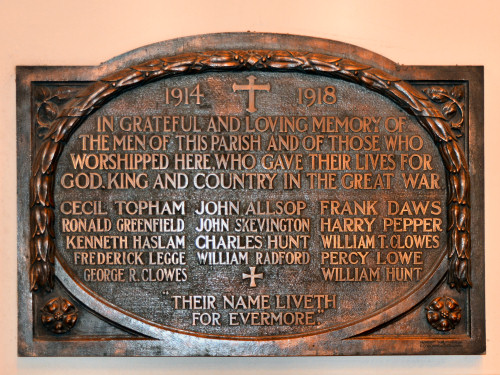 1914 1918
IN GRATEFUL AND LOVING MEMORY OF
THE MEN, OF THIS PARISH AND OF THOSE WHO
WORSHIPPED HERE, WHO GAVE THEIR LIVES FOR
GOD, KING AND COUNTRY IN THE GREAT WAR
CECIL TOPHAM JOHN ALLSOP FRANK DAWS
RONALD GREENFIELD JOHN SKEVINGTON HARRY PEPPER
KENNETH HASLAM CHARLES HUNT WILLIAM T. CLOWES
FREDERICK LEGGE WILLIAM RADFORD PERCY LOWE
GEORGE R. CLOWES WILLIAM HUNT
"THEIR NAME LIVETH
FOR EVERMORE"